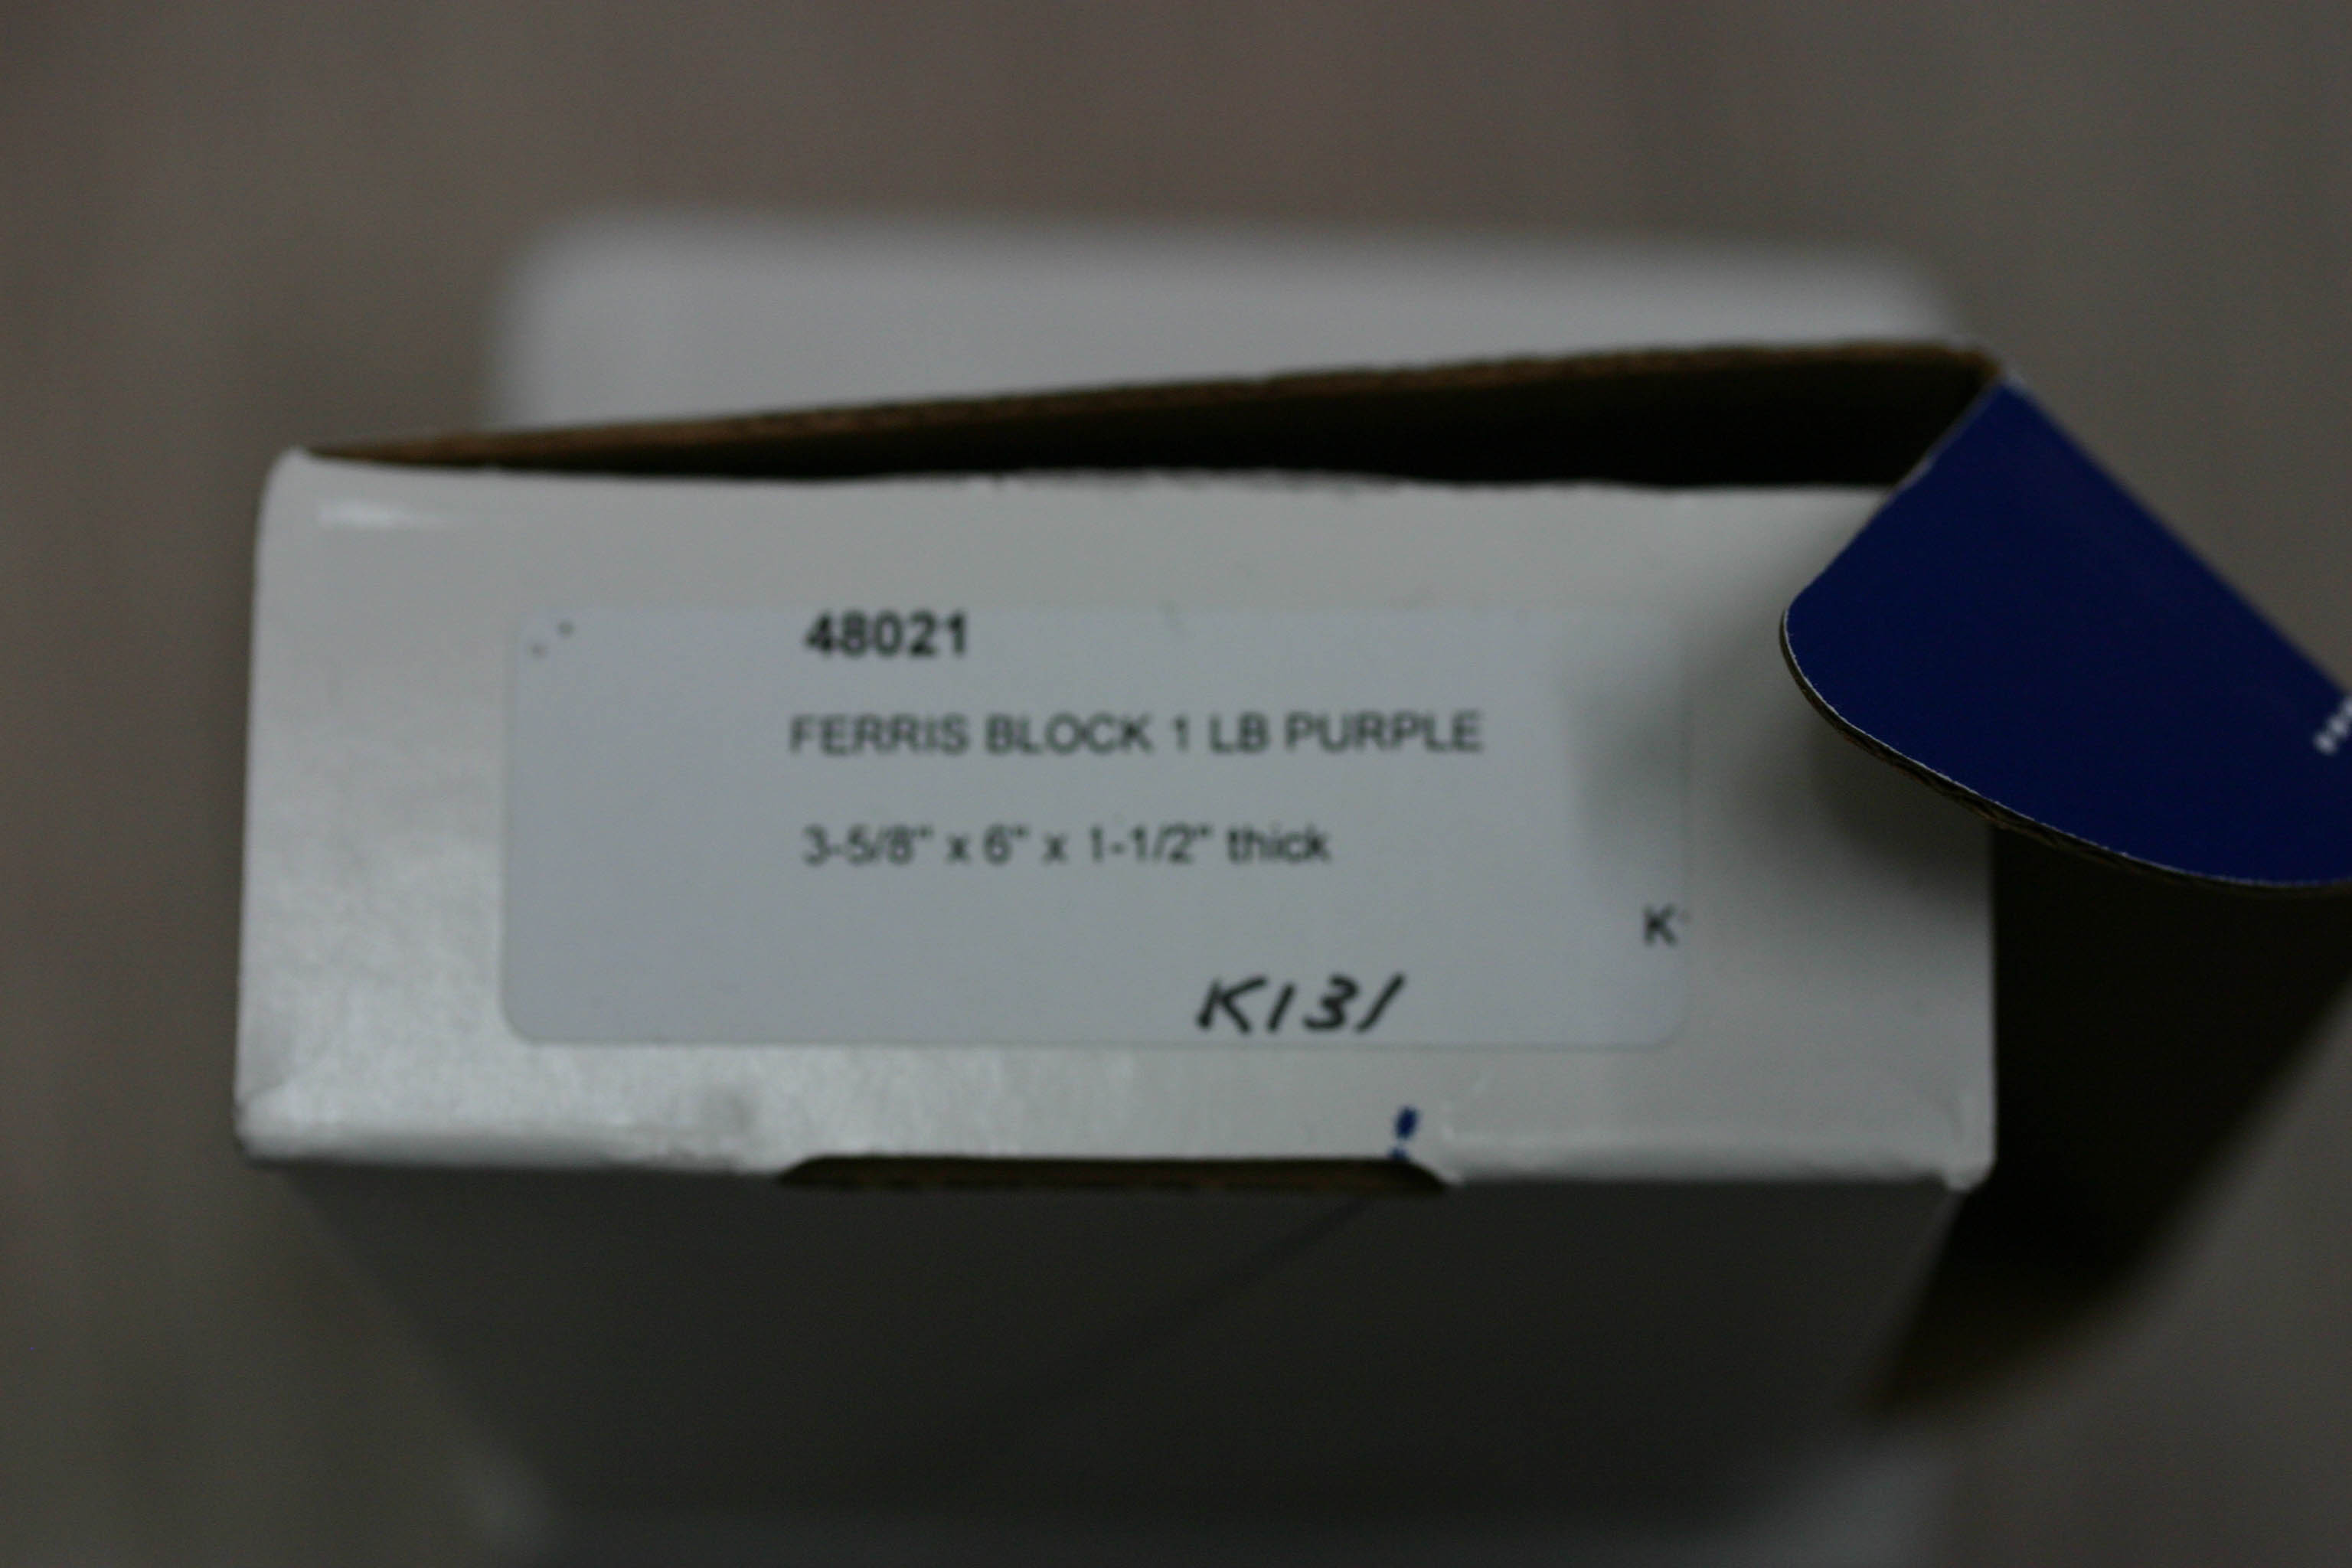 48021
FERRIS BLOCK 1 LB PURPLE
3-5/8" x 6" x 1-1/2" thick
K
K131